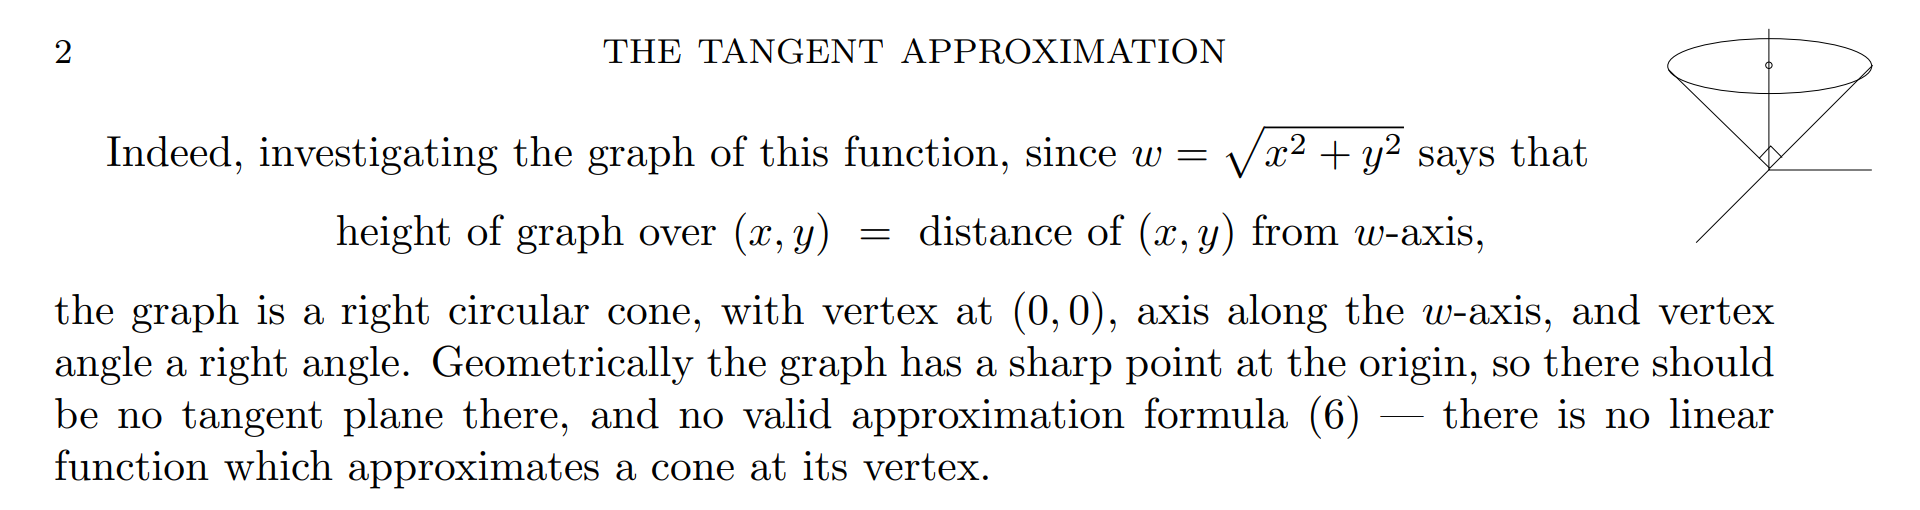 2 THE TANGENT APPROXIMATION
Indeed, investigating the graph of this function, since w = √(x² + y²) says that
height of graph over (x, y) = distance of (x, y) from w-axis,
the graph is a right circular cone, with vertex at (0, 0), axis along the w-axis, and vertex
angle a right angle. Geometrically the graph has a sharp point at the origin, so there should
be no tangent plane there, and no valid approximation formula (6) — there is no linear
function which approximates a cone at its vertex.